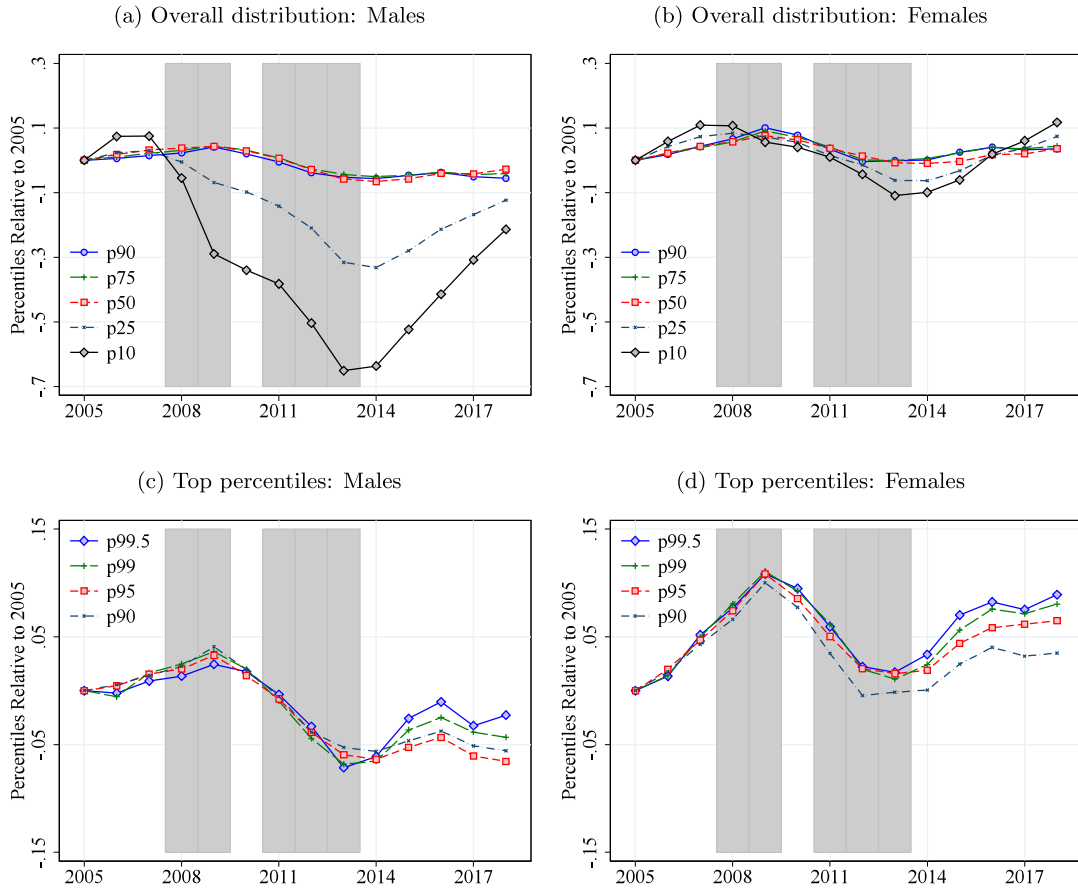 (a) Overall distribution: Males
Percentiles Relative to 2005
.3
.1
-.1
-.3
-.5
-.7
p90
p75
p50
p25
p10
2005 2008 2011 2014 2017
(b) Overall distribution: Females
Percentiles Relative to 2005
.3
.1
-.1
-.3
-.5
-.7
p90
p75
p50
p25
p10
2005 2008 2011 2014 2017
(c) Top percentiles: Males
Percentiles Relative to 2005
.15
.05
-.05
-.15
p99.5
p99
p95
p90
2005 2008 2011 2014 2017
(d) Top percentiles: Females
Percentiles Relative to 2005
.15
.05
-.05
-.15
p99.5
p99
p95
p90
2005 2008 2011 2014 2017